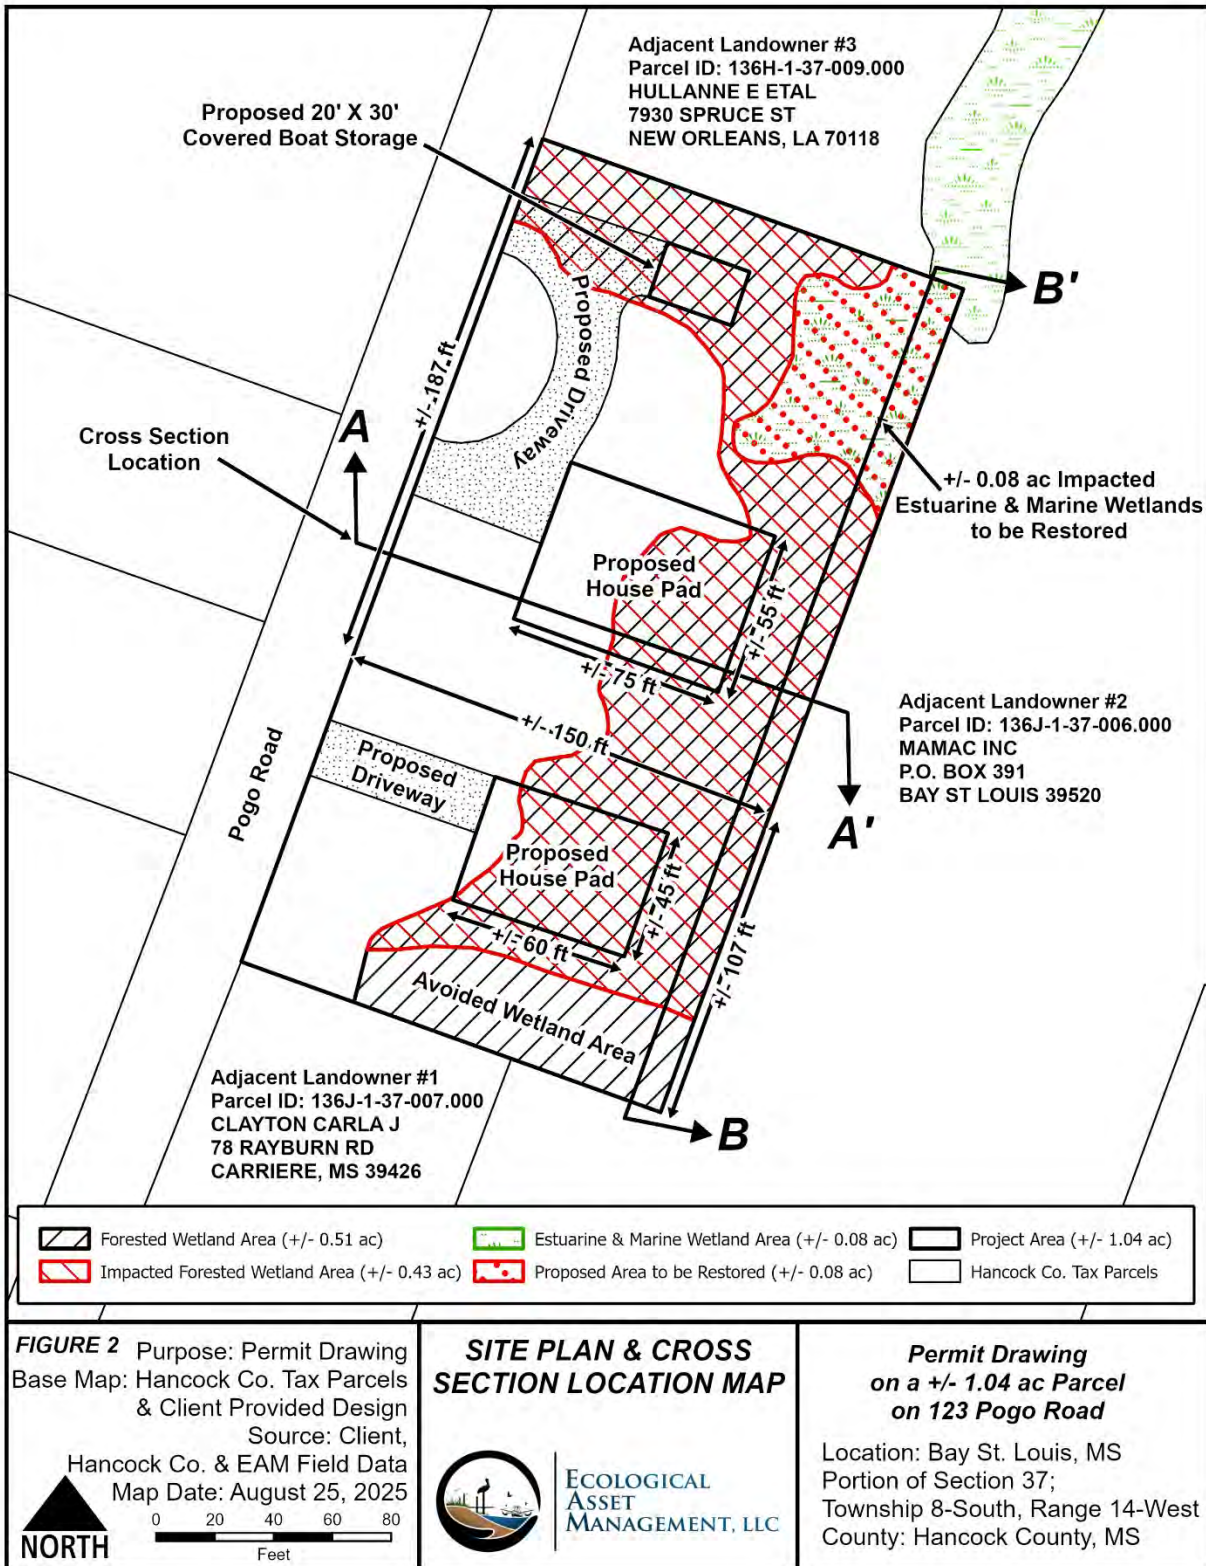 Adjacent Landowner #3
Parcel ID: 136H-1-37-009.000
HULLANNE E ETAL
7930 SPRUCE ST
NEW ORLEANS, LA 70118
Proposed 20' X 30'
Covered Boat Storage
B'
+/-187 ft
Proposed Driveway
A
Cross Section
Location
+/- 0.08 ac Impacted
Estuarine & Marine Wetlands
to be Restored
Proposed
House Pad
+/-55 ft
+/-75 ft
Adjacent Landowner #2
Parcel ID: 136J-1-37-006.000
MAMAC INC
P.O. BOX 391
BAY ST LOUIS 39520
+/-150 ft
Pogo Road
Proposed
Driveway
A'
Proposed
House Pad
+/-45 ft
+/-60 ft
+/-107 ft
Avoided Wetland Area
Adjacent Landowner #1
Parcel ID: 136J-1-37-007.000
CLAYTON CARLA J
78 RAYBURN RD
CARRIERE, MS 39426
B
Forested Wetland Area (+/- 0.51 ac)
Estuarine & Marine Wetland Area (+/- 0.08 ac)
Project Area (+/- 1.04 ac)
Impacted Forested Wetland Area (+/- 0.43 ac)
Proposed Area to be Restored (+/- 0.08 ac)
Hancock Co. Tax Parcels
FIGURE 2 Purpose: Permit Drawing
Base Map: Hancock Co. Tax Parcels
& Client Provided Design
Source: Client,
Hancock Co. & EAM Field Data
Map Date: August 25, 2025
NORTH
0 20 40 60 80
Feet
SITE PLAN & CROSS
SECTION LOCATION MAP
ECOLOGICAL
ASSET
MANAGEMENT, LLC
Permit Drawing
on a +/- 1.04 ac Parcel
on 123 Pogo Road
Location: Bay St. Louis, MS
Portion of Section 37;
Township 8-South, Range 14-West
County: Hancock County, MS